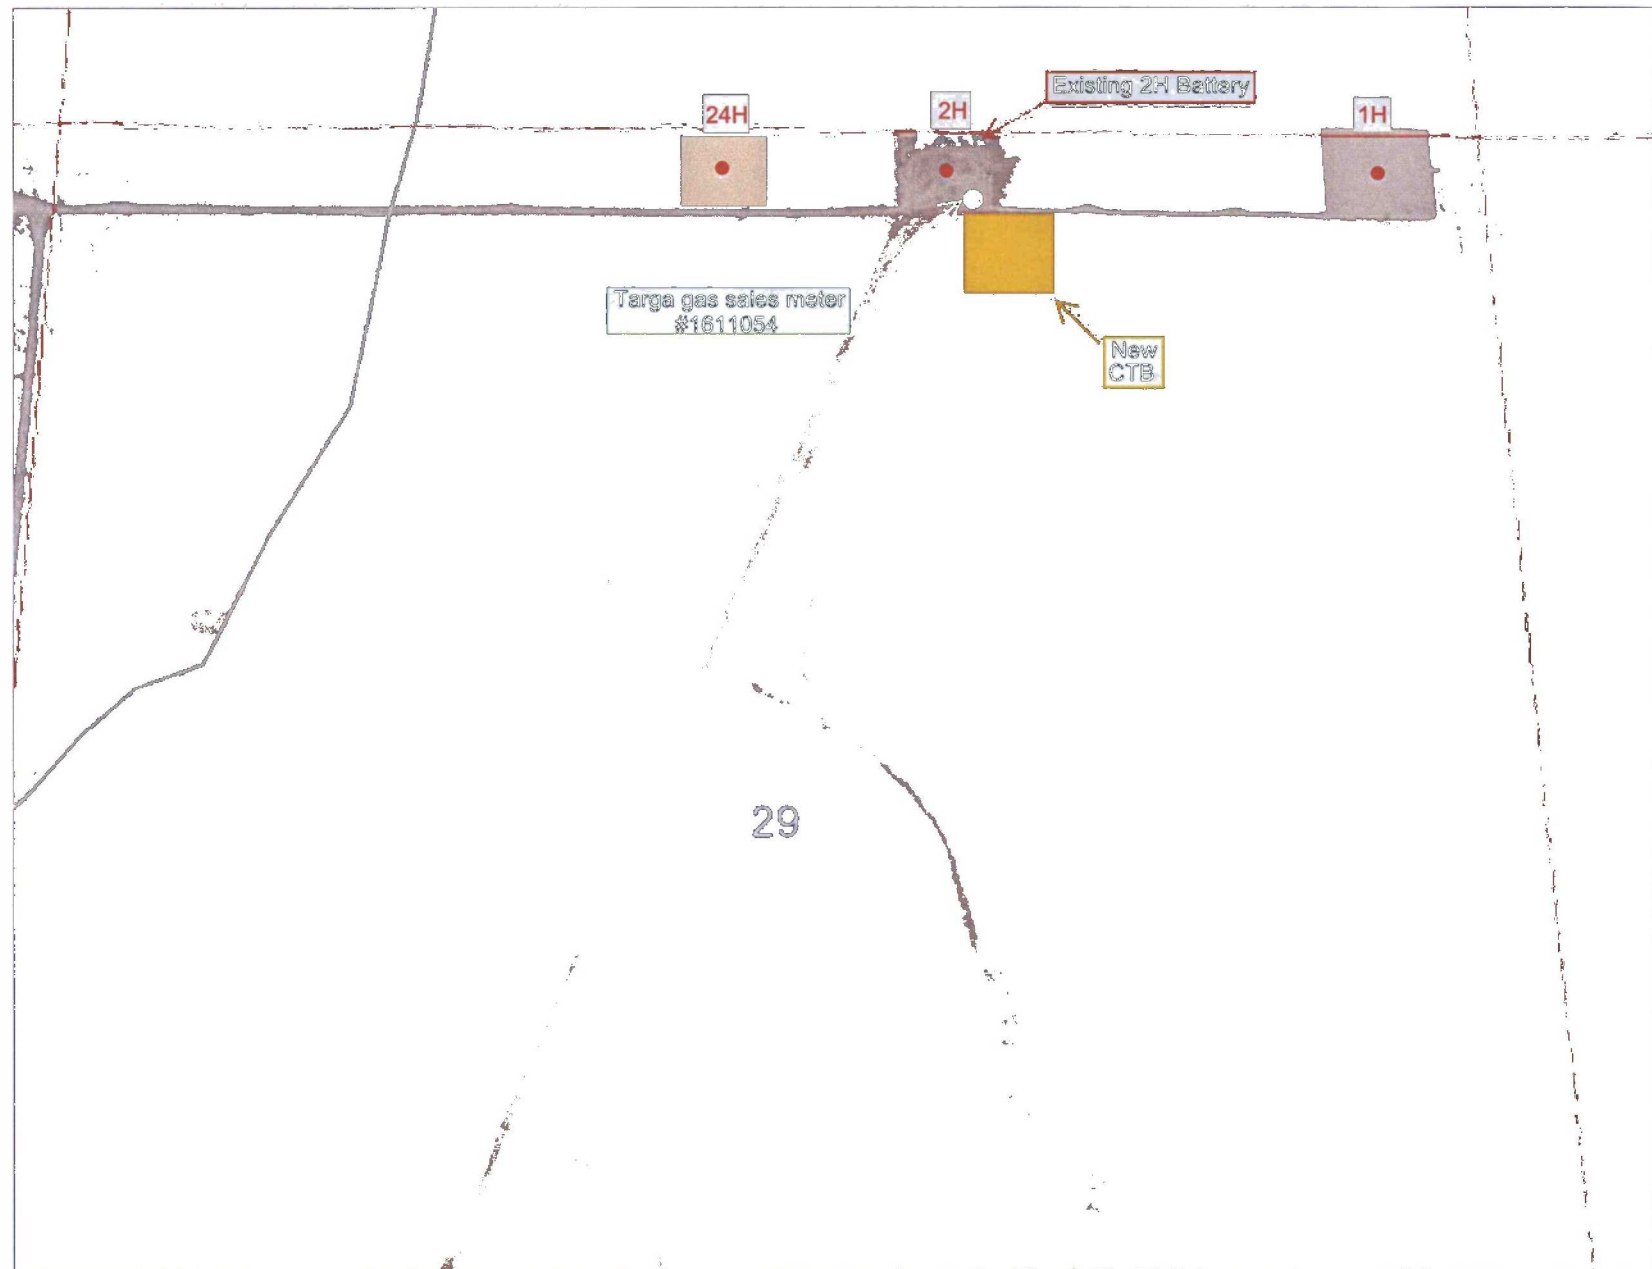 Existing 2H Battery
24H
2H
1H
Targa gas sales meter
#1611054
New
CTB
29